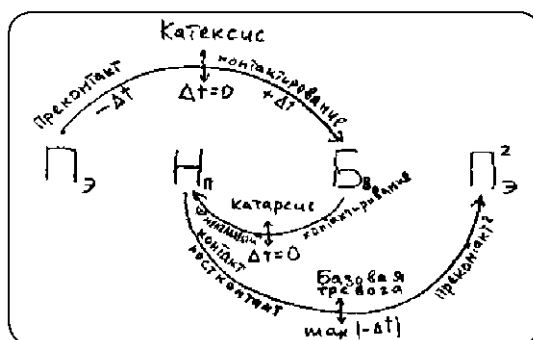 Катексис
Преконтакт
контактирование
−Δt
Δt=0
+Δt
Пэ
Нп
Бв
П²э
катарсис
контактирование
Финальный
контакт
Δt=0
постконтакт
Базовая
тревога
max (−Δt)
Преконтакт²